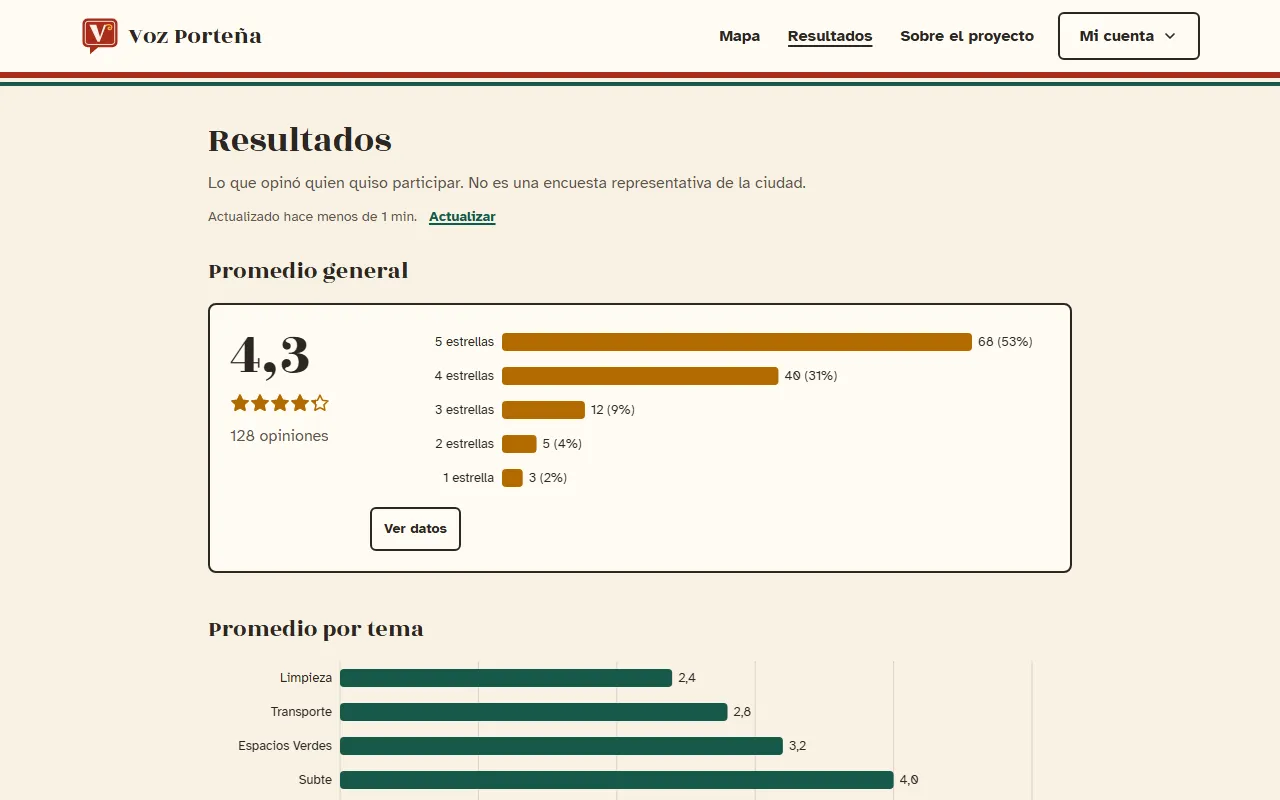 Voz Porteña
Mapa
Resultados
Sobre el proyecto
Mi cuenta
Resultados
Lo que opinó quien quiso participar. No es una encuesta representativa de la ciudad.
Actualizado hace menos de 1 min. Actualizar
Promedio general
4,3
128 opiniones
5 estrellas 68 (53%)
4 estrellas 40 (31%)
3 estrellas 12 (9%)
2 estrellas 5 (4%)
1 estrella 3 (2%)
Ver datos
Promedio por tema
Limpieza 2,4
Transporte 2,8
Espacios Verdes 3,2
Subte 4,0